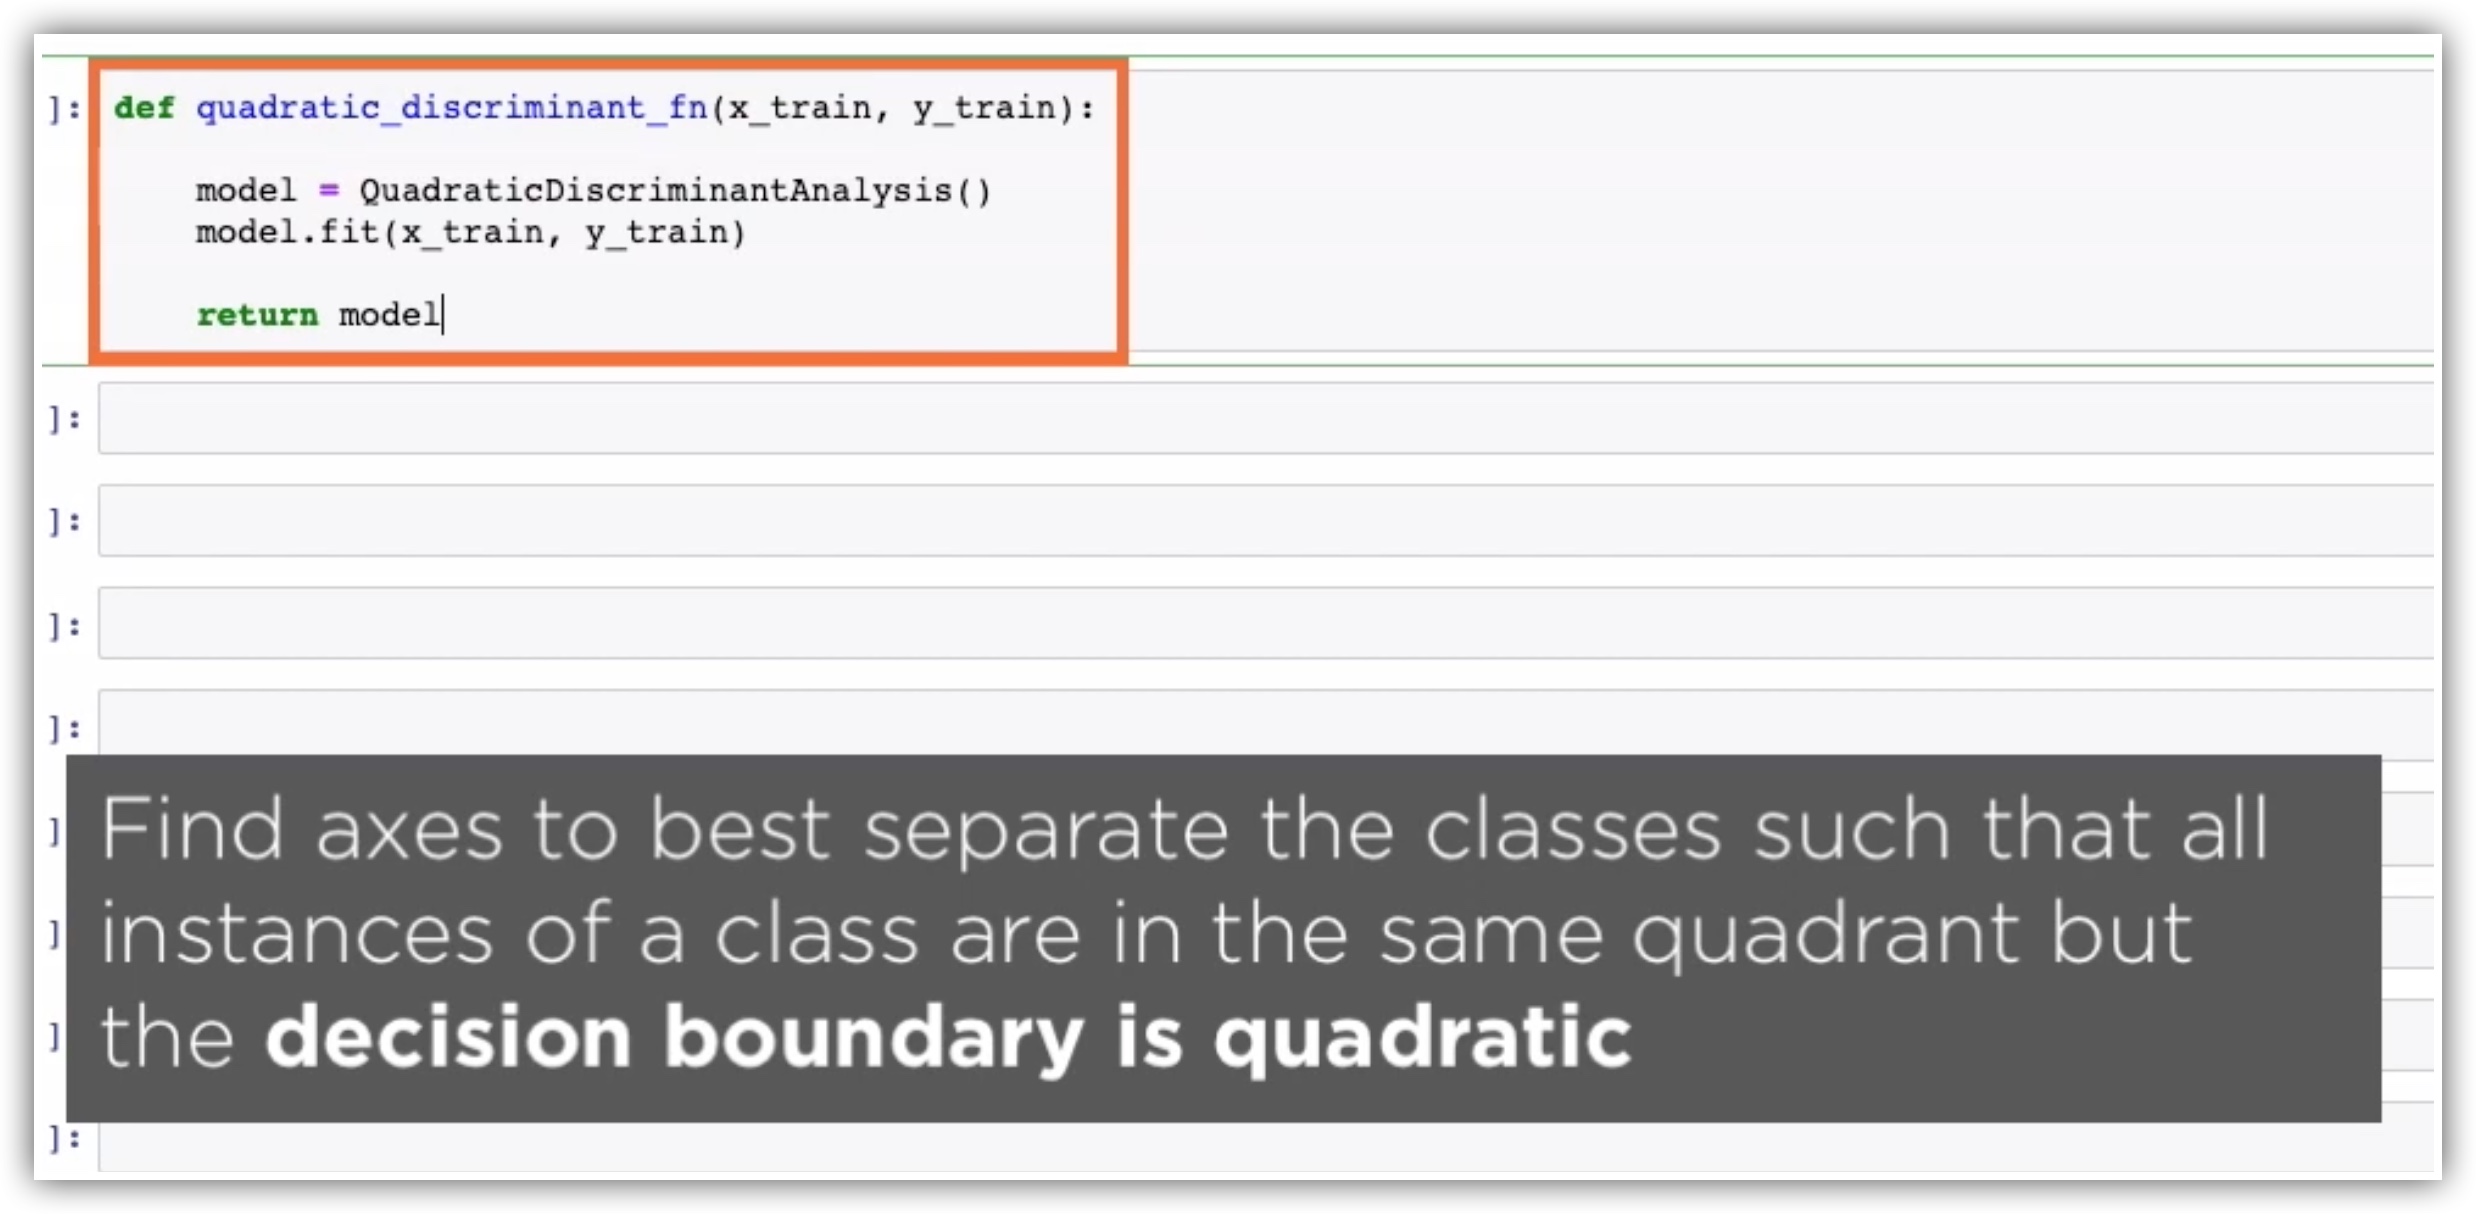 ]: def quadratic_discriminant_fn(x_train, y_train):
model = QuadraticDiscriminantAnalysis()
model.fit(x_train, y_train)
return model
]:
]:
]:
]:
] Find axes to best separate the classes such that all
] instances of a class are in the same quadrant but
] the decision boundary is quadratic
]: